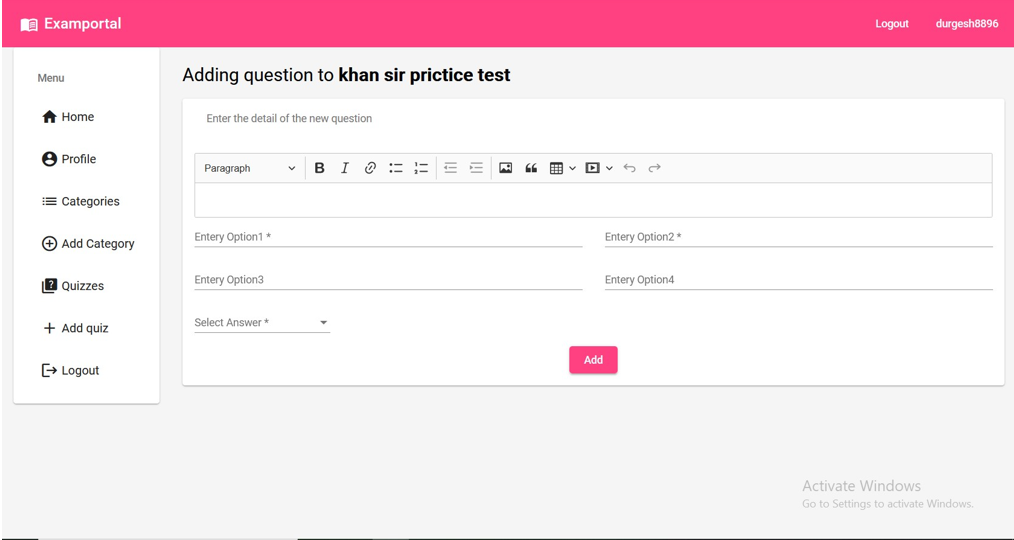 Examportal
Logout durgesh8896
Menu
Home
Profile
Categories
Add Category
Quizzes
Add quiz
Logout
Adding question to khan sir prictice test
Enter the detail of the new question
Paragraph
Entery Option1 *
Entery Option2 *
Entery Option3
Entery Option4
Select Answer *
Add
Activate Windows
Go to Settings to activate Windows.